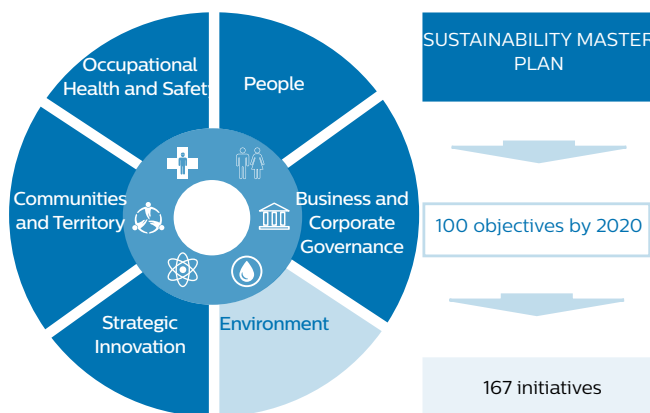 Occupational
Health and Safety
People
Communities
and Territory
Business and
Corporate
Governance
Strategic
Innovation
Environment
SUSTAINABILITY MASTER
PLAN
100 objectives by 2020
167 initiatives